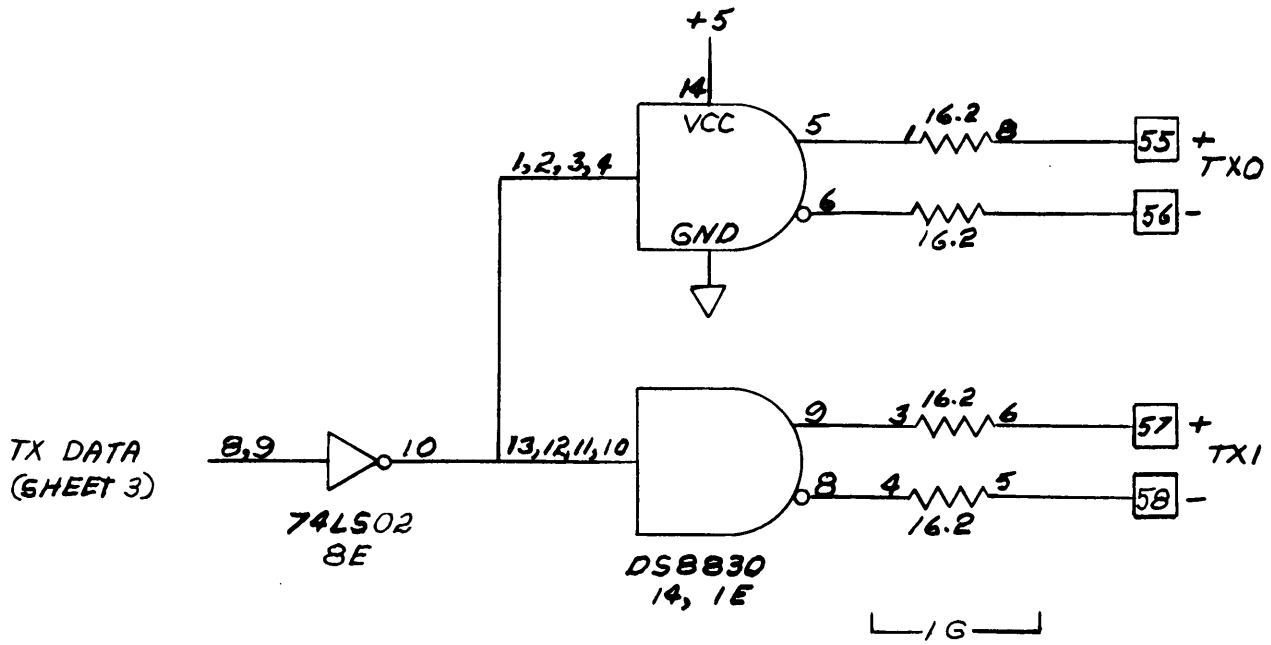 +5
14
VCC
5
1
16.2
8
55
+
TX0
1,2,3,4
6
16.2
56
-
GND
9
3
16.2
6
57
+
TX1
TX DATA
(SHEET 3)
8,9
10
13,12,11,10
8
4
5
16.2
58
-
74LS02
8E
DS8830
14, 1E
1G